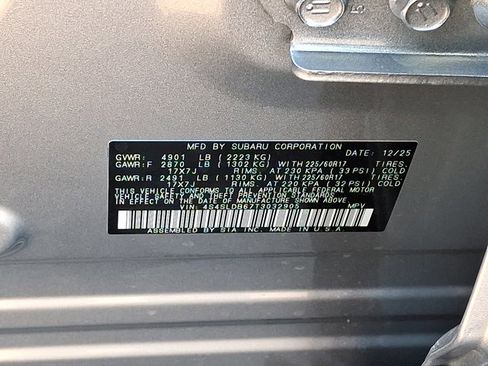 MFD BY SUBARU CORPORATION
GVWR: 4901 LB (2223 KG) DATE: 12/25
GAWR:F 2870 LB (1302 KG) WITH 225/60R17 TIRES.
17X7J RIMS. AT 230 KPA (33 PSI) COLD
GAWR:R 2491 LB (1130 KG) WITH 225/60R17 TIRES.
17X7J RIMS. AT 220 KPA (32 PSI) COLD
THIS VEHICLE CONFORMS TO ALL APPLICABLE FEDERAL MOTOR
VEHICLE SAFETY STANDARDS
IN EFFECT ON THE DATE OF MANUFACTURE SHOWN ABOVE.
VIN: 4S4SLDB67T3032905 MPV
ASSEMBLED BY SIA INC. MADE IN U.S.A